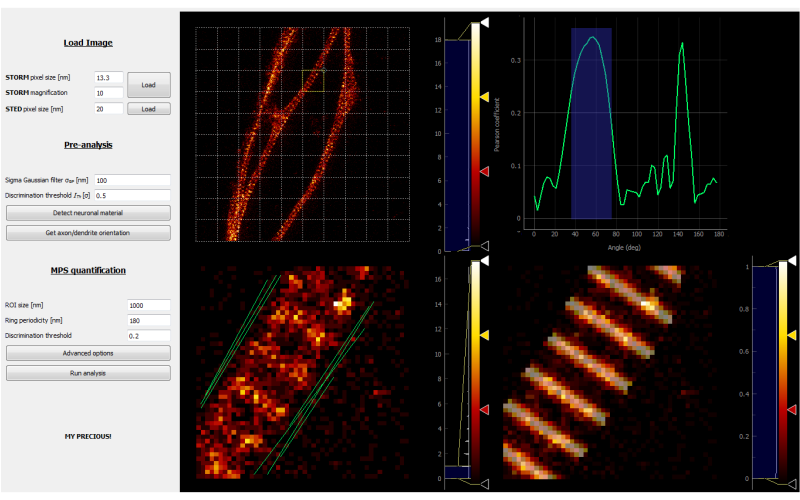 Load Image
STORM pixel size [nm] 13.3
Load
STORM magnification 10
STED pixel size [nm] 20 Load
Pre-analysis
Sigma Gaussian filter σGF [nm] 100
Discrimination threshold ITh [σ] 0.5
Detect neuronal material
Get axon/dendrite orientation
MPS quantification
ROI size [nm] 1000
Ring periodicity [nm] 180
Discrimination threshold 0.2
Advanced options
Run analysis
MY PRECIOUS!
18
16
14
12
10
8
6
4
2
0
Pearson coefficient
0.3
0.2
0.1
0
0 20 40 60 80 100 120 140 160 180
Angle (deg)
16
14
12
10
8
6
4
2
0
1
0.8
0.6
0.4
0.2
0